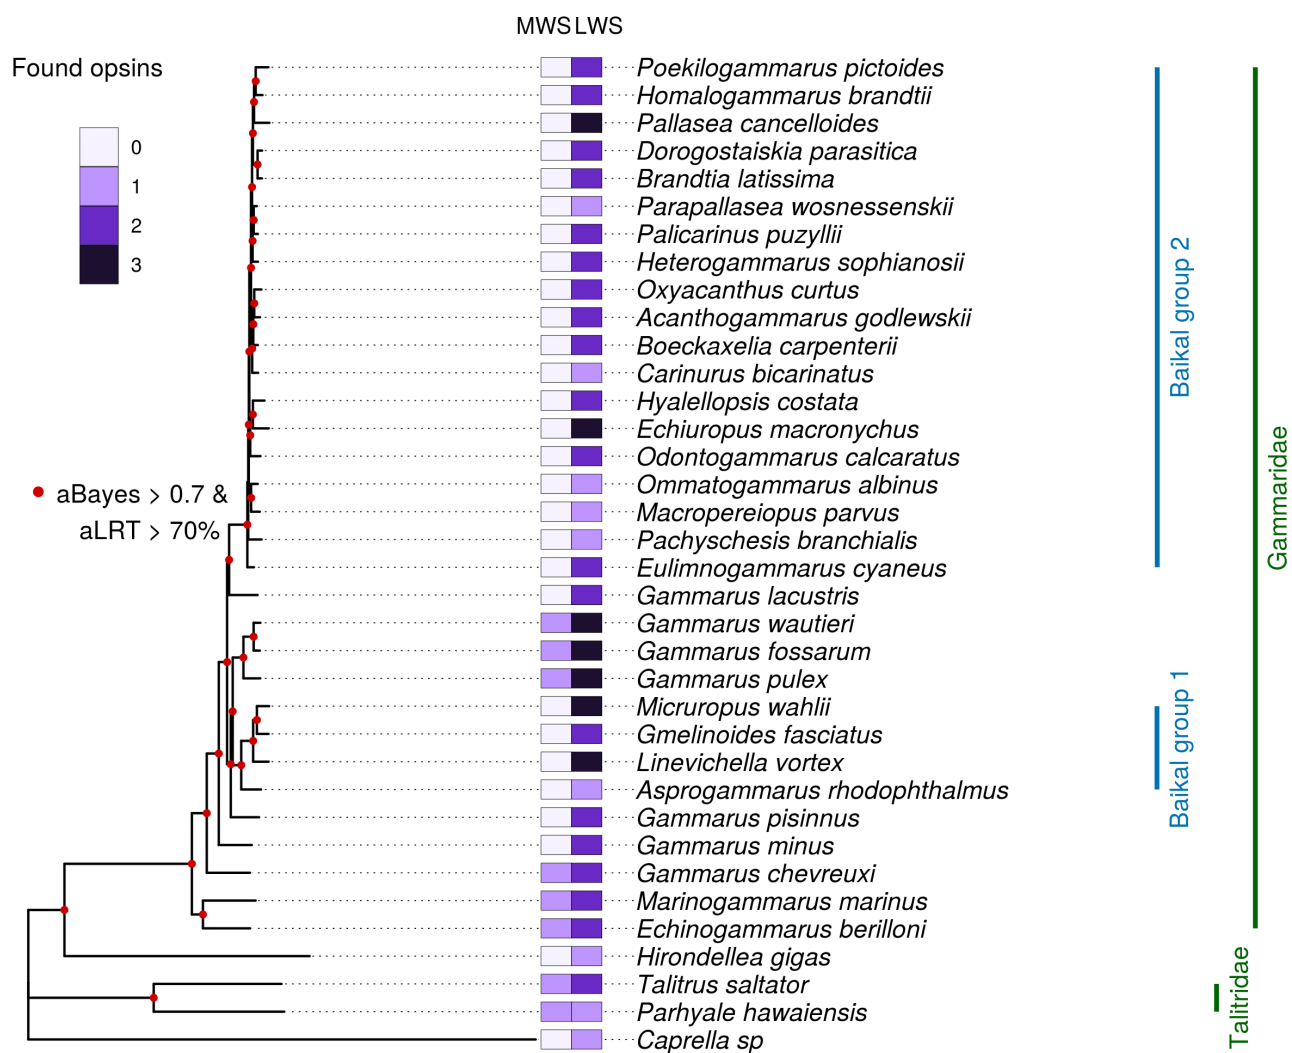 MWS LWS
Found opsins
0
1
2
3
aBayes > 0.7 &
aLRT > 70%
Poekilogammarus pictoides
Homalogammarus brandtii
Pallasea cancelloides
Dorogostaiskia parasitica
Brandtia latissima
Parapallasea wosnessenskii
Palicarinus puzyllii
Heterogammarus sophianosii
Oxyacanthus curtus
Acanthogammarus godlewskii
Boeckaxelia carpenterii
Carinurus bicarinatus
Hyalellopsis costata
Echiuropus macronychus
Odontogammarus calcaratus
Ommatogammarus albinus
Macropereiopus parvus
Pachyschesis branchialis
Eulimnogammarus cyaneus
Gammarus lacustris
Gammarus wautieri
Gammarus fossarum
Gammarus pulex
Micruropus wahlii
Gmelinoides fasciatus
Linevichella vortex
Asprogammarus rhodophthalmus
Gammarus pisinnus
Gammarus minus
Gammarus chevreuxi
Marinogammarus marinus
Echinogammarus berilloni
Hirondellea gigas
Talitrus saltator
Parhyale hawaiensis
Caprella sp
Baikal group 2
Baikal group 1
Gammaridae
Talitridae